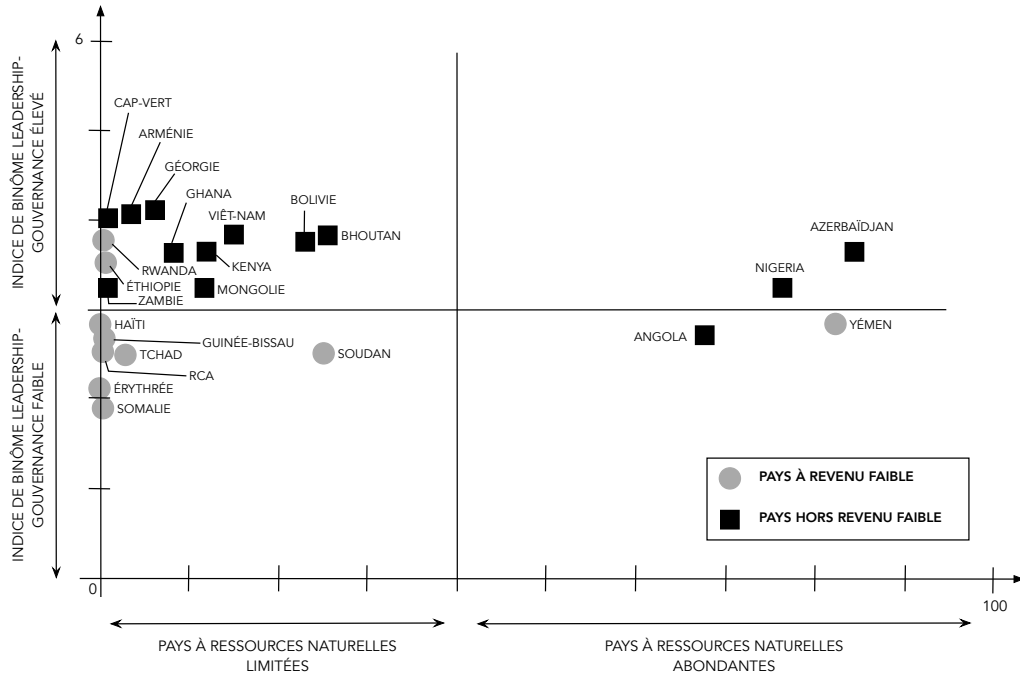 6
INDICE DE BINÔME LEADERSHIP-
GOUVERNANCE ÉLEVÉ
CAP-VERT
ARMÉNIE
GÉORGIE
GHANA
VIÊT-NAM
BOLIVIE
BHOUTAN
AZERBAÏDJAN
RWANDA
KENYA
NIGERIA
ÉTHIOPIE
MONGOLIE
ZAMBIE
INDICE DE BINÔME LEADERSHIP-
GOUVERNANCE FAIBLE
HAÏTI
YÉMEN
GUINÉE-BISSAU
ANGOLA
TCHAD
SOUDAN
RCA
ÉRYTHRÉE
SOMALIE
PAYS À REVENU FAIBLE
PAYS HORS REVENU FAIBLE
0
100
PAYS À RESSOURCES NATURELLES
LIMITÉES
PAYS À RESSOURCES NATURELLES
ABONDANTES